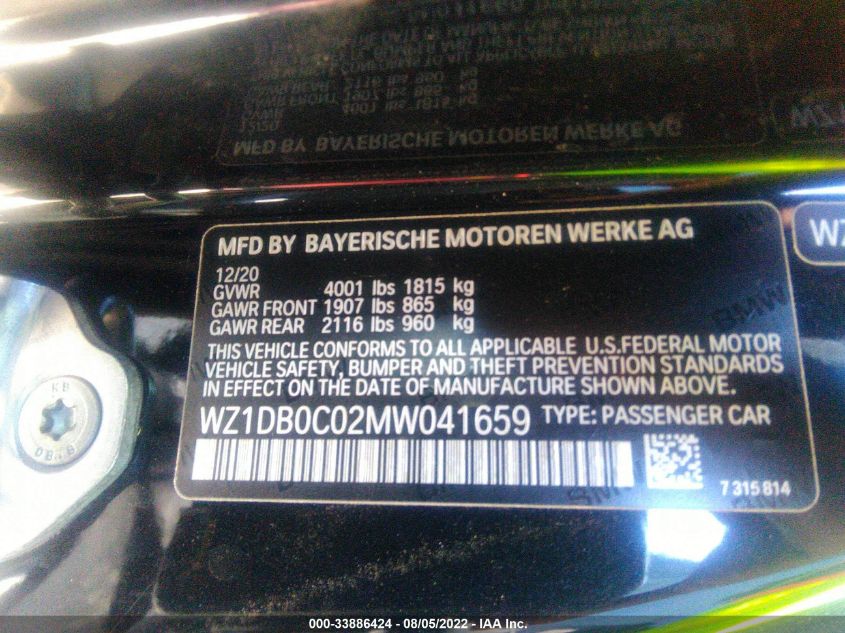 MFD BY BAYERISCHE MOTOREN WERKE AG
WZ
12/20
GVWR 4001 lbs 1815 kg
GAWR FRONT 1907 lbs 865 kg
GAWR REAR 2116 lbs 960 kg
THIS VEHICLE CONFORMS TO ALL APPLICABLE U.S.FEDERAL MOTOR
VEHICLE SAFETY, BUMPER AND THEFT PREVENTION STANDARDS
IN EFFECT ON THE DATE OF MANUFACTURE SHOWN ABOVE.
WZ1DB0C02MW041659 TYPE: PASSENGER CAR
7315814
000-33886424 - 08/05/2022 - IAA Inc.